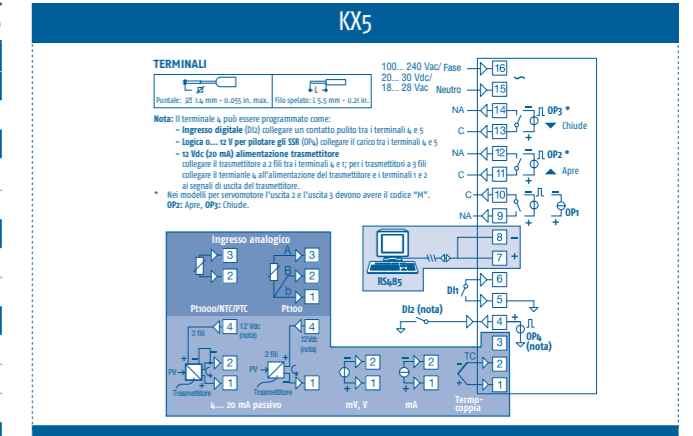 KX5
TERMINALI
Puntale: Ø 1.4 mm - 0.055 in. max.
Filo spelato: L 5.5 mm - 0.21 in.
Nota: Il terminale 4 può essere programmato come:
– Ingresso digitale (DI2) collegare un contatto pulito tra i terminali 4 e 5
– Logica 0... 12 V per pilotare gli SSR (OP4) collegare il carico tra i terminali 4 e 5
– 12 Vdc (20 mA) alimentazione trasmettitore
collegare il trasmettitore a 2 fili tra i terminali 4 e 1; per i trasmettitori a 3 fili
collegare il termianle 4 all'alimentazione del trasmettitore e i terminali 1 e 2
ai segnali di uscita del trasmettitore.
* Nei modelli per servomotore l'uscita 2 e l'uscita 3 devono avere il codice "M".
OP2: Apre, OP3: Chiude.
100... 240 Vac/ Fase
20... 30 Vdc/
18... 28 Vac Neutro
16
15
NA 14 OP3 *
C 13 Chiude
NA 12 OP2 *
C 11 Apre
C 10
NA 9 OP1
8 –
7 +
RS485
DI1 6
5
DI2 (nota) 4
OP4
(nota)
3
TC 2
1
Termo-
coppia
Ingresso analogico
3
2
Pt1000/NTC/PTC
A 3
B 2
b 1
Pt100
3 fili 4 12 Vdc
(nota)
PV 2
1
Trasmettitore
4 12Vdc
(nota)
2 fili
PV 2
1
Trasmettitore
4... 20 mA passivo
2
1
mV, V
2
1
mA